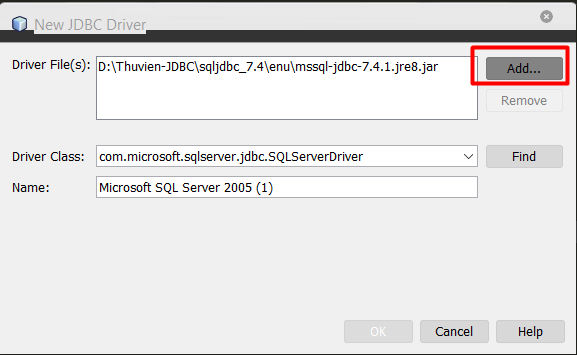 New JDBC Driver
Driver File(s):
D:\Thuvien-JDBC\sqljdbc_7.4\enu\mssql-jdbc-7.4.1.jre8.jar
Add...
Remove
Driver Class:
com.microsoft.sqlserver.jdbc.SQLServerDriver
Find
Name:
Microsoft SQL Server 2005 (1)
OK
Cancel
Help